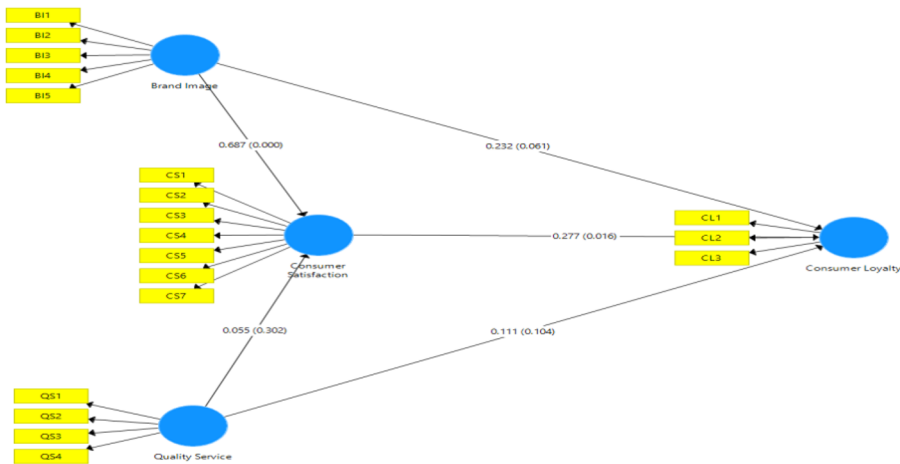 BI1
BI2
BI3
BI4
BI5
Brand Image
0.687 (0.000)
0.232 (0.061)
CS1
CS2
CS3
CS4
CS5
CS6
CS7
Consumer
Satisfaction
0.277 (0.016)
CL1
CL2
CL3
Consumer Loyalty
0.055 (0.302)
0.111 (0.104)
QS1
QS2
QS3
QS4
Quality Service